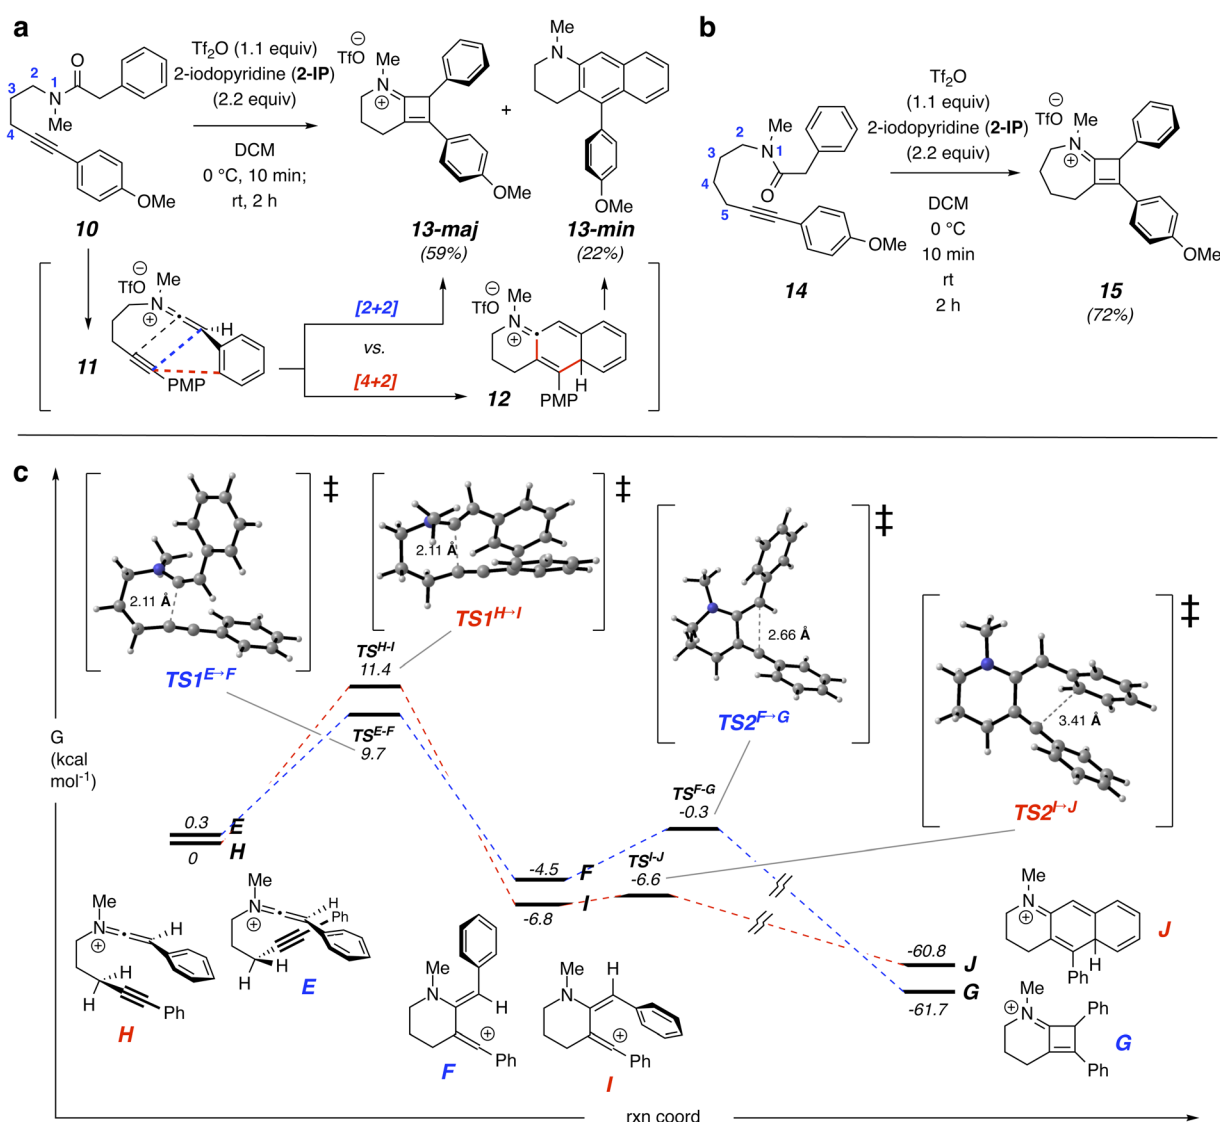 a
O
2
3
N
1
Me
4
OMe
10
Tf₂O (1.1 equiv)
2-iodopyridine (2-IP)
(2.2 equiv)
DCM
0 °C, 10 min;
rt, 2 h
TfO
Me
N
OMe
13-maj
(59%)
+
Me
N
OMe
13-min
(22%)
TfO
Me
N
H
PMP
11
[2+2]
vs.
[4+2]
TfO
Me
N
H
PMP
12
b
Me
N
1
2
3
4
5
O
OMe
14
Tf₂O
(1.1 equiv)
2-iodopyridine (2-IP)
(2.2 equiv)
DCM
0 °C
10 min
rt
2 h
TfO
Me
N
OMe
15
(72%)
c
G
(kcal
mol⁻¹)
2.11 Å
‡
TS1E→F
2.11 Å
‡
TS1H→I
2.66 Å
‡
TS2F→G
3.41 Å
‡
TS2I→J
TSH-I
11.4
TSE-F
9.7
0.3
E
0
H
-4.5
F
-6.8
I
TSF-G
-0.3
TSI-J
-6.6
-60.8
J
-61.7
G
Me
N
H
H
H
Ph
H
Me
N
H
Ph
H
H
E
Me
N
H
Ph
F
Me
N
H
Ph
I
Me
N
Ph
H
J
Me
N
Ph
Ph
G
rxn coord